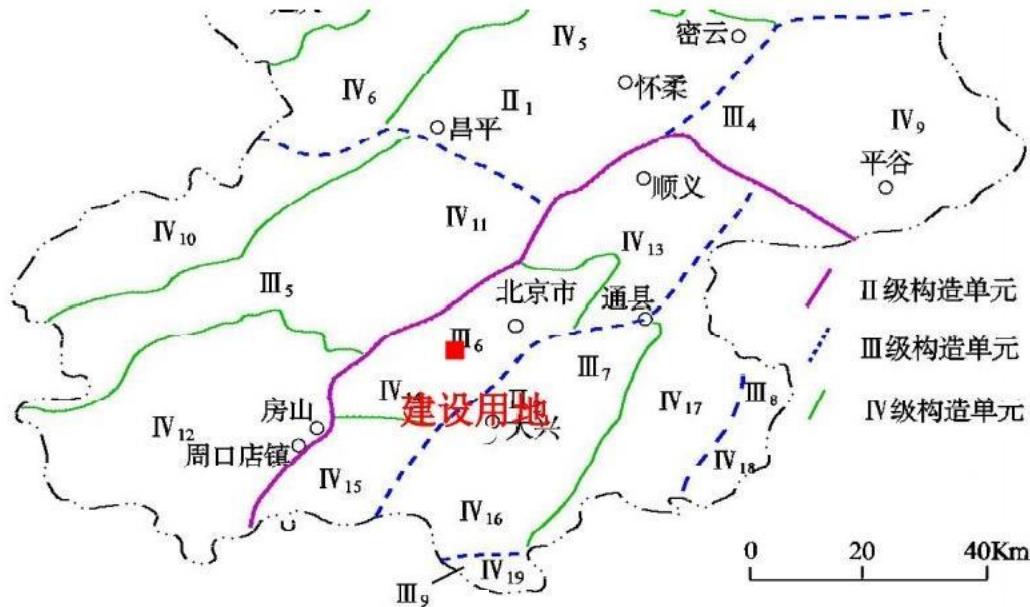 密云
IV5
怀柔
IV6
II1
III4
IV9
昌平
平谷
顺义
IV11
IV10
IV13
III5
北京市
通县
II级构造单元
III6
III7
III级构造单元
III8
建设用地
IV17
IV级构造单元
房山
大兴
IV12
周口店镇
IV18
IV15
IV16
0 20 40Km
IV19
III9